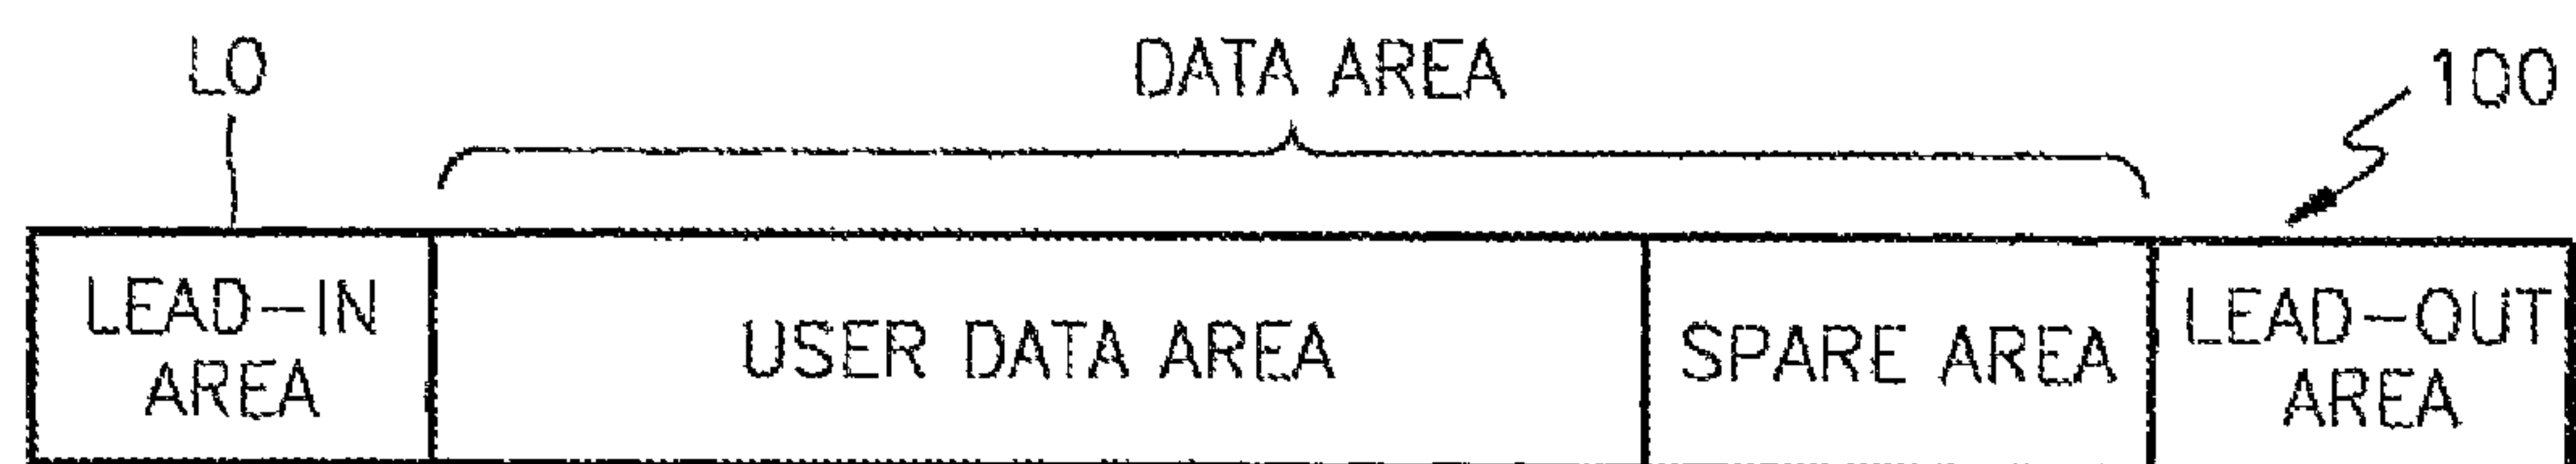 L0
DATA AREA
100
LEAD-IN
AREA
USER DATA AREA
SPARE AREA
LEAD-OUT
AREA